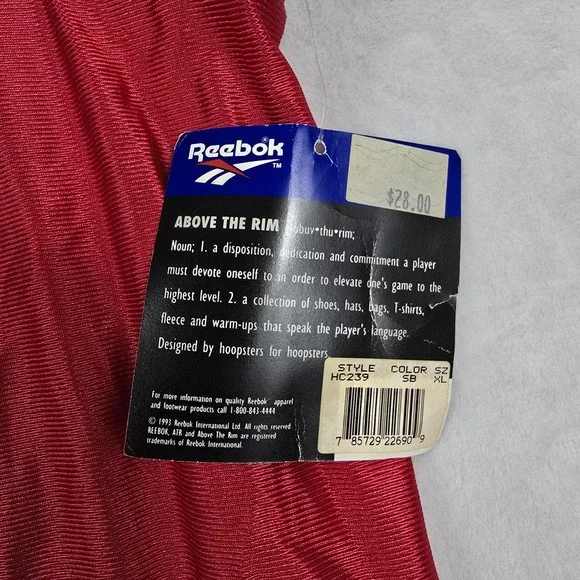 Reebok
TM
$28.00
ABOVE THE RIM \ubuv•thu•rim;
Noun; 1. a disposition, dedication and commitment a player
must devote oneself to in order to elevate one's game to the
highest level. 2. a collection of shoes, hats, bags, T-shirts,
fleece and warm-ups that speak the player's language.
Designed by hoopsters for hoopsters.
STYLE COLOR SZ
HC239 SB XL
7 85729 22690 9
For more information on quality Reebok apparel
and footwear products call 1-800-843-4444
© 1993 Reebok International Ltd. All rights reserved
REEBOK, ATR and Above The Rim are registered
trademarks of Reebok International.